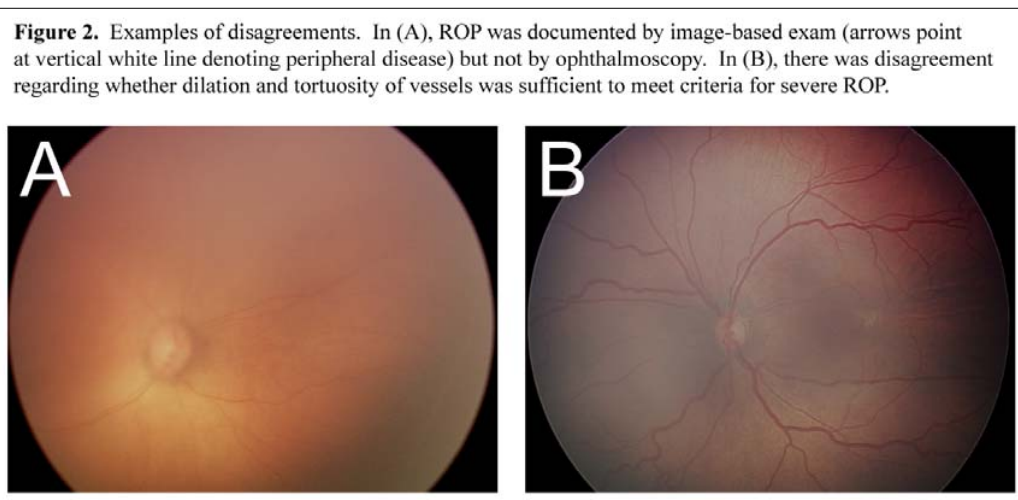 Figure 2. Examples of disagreements. In (A), ROP was documented by image-based exam (arrows point
at vertical white line denoting peripheral disease) but not by ophthalmoscopy. In (B), there was disagreement
regarding whether dilation and tortuosity of vessels was sufficient to meet criteria for severe ROP.
A B